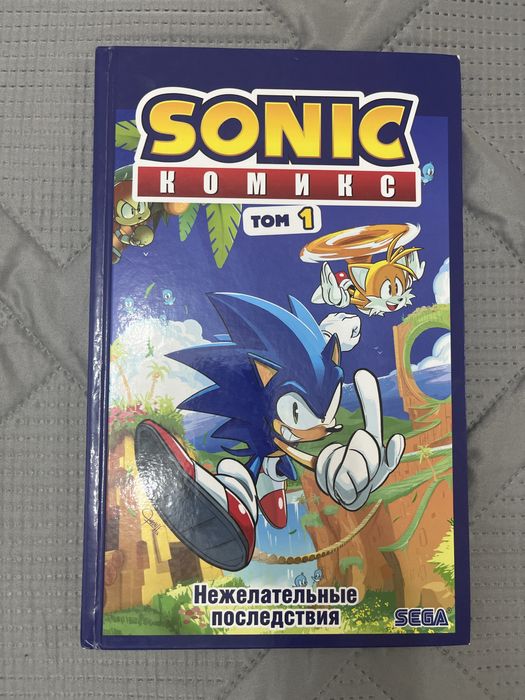 SONIC
КОМИКС
ТОМ 1
Нежелательные
последствия
SEGA®